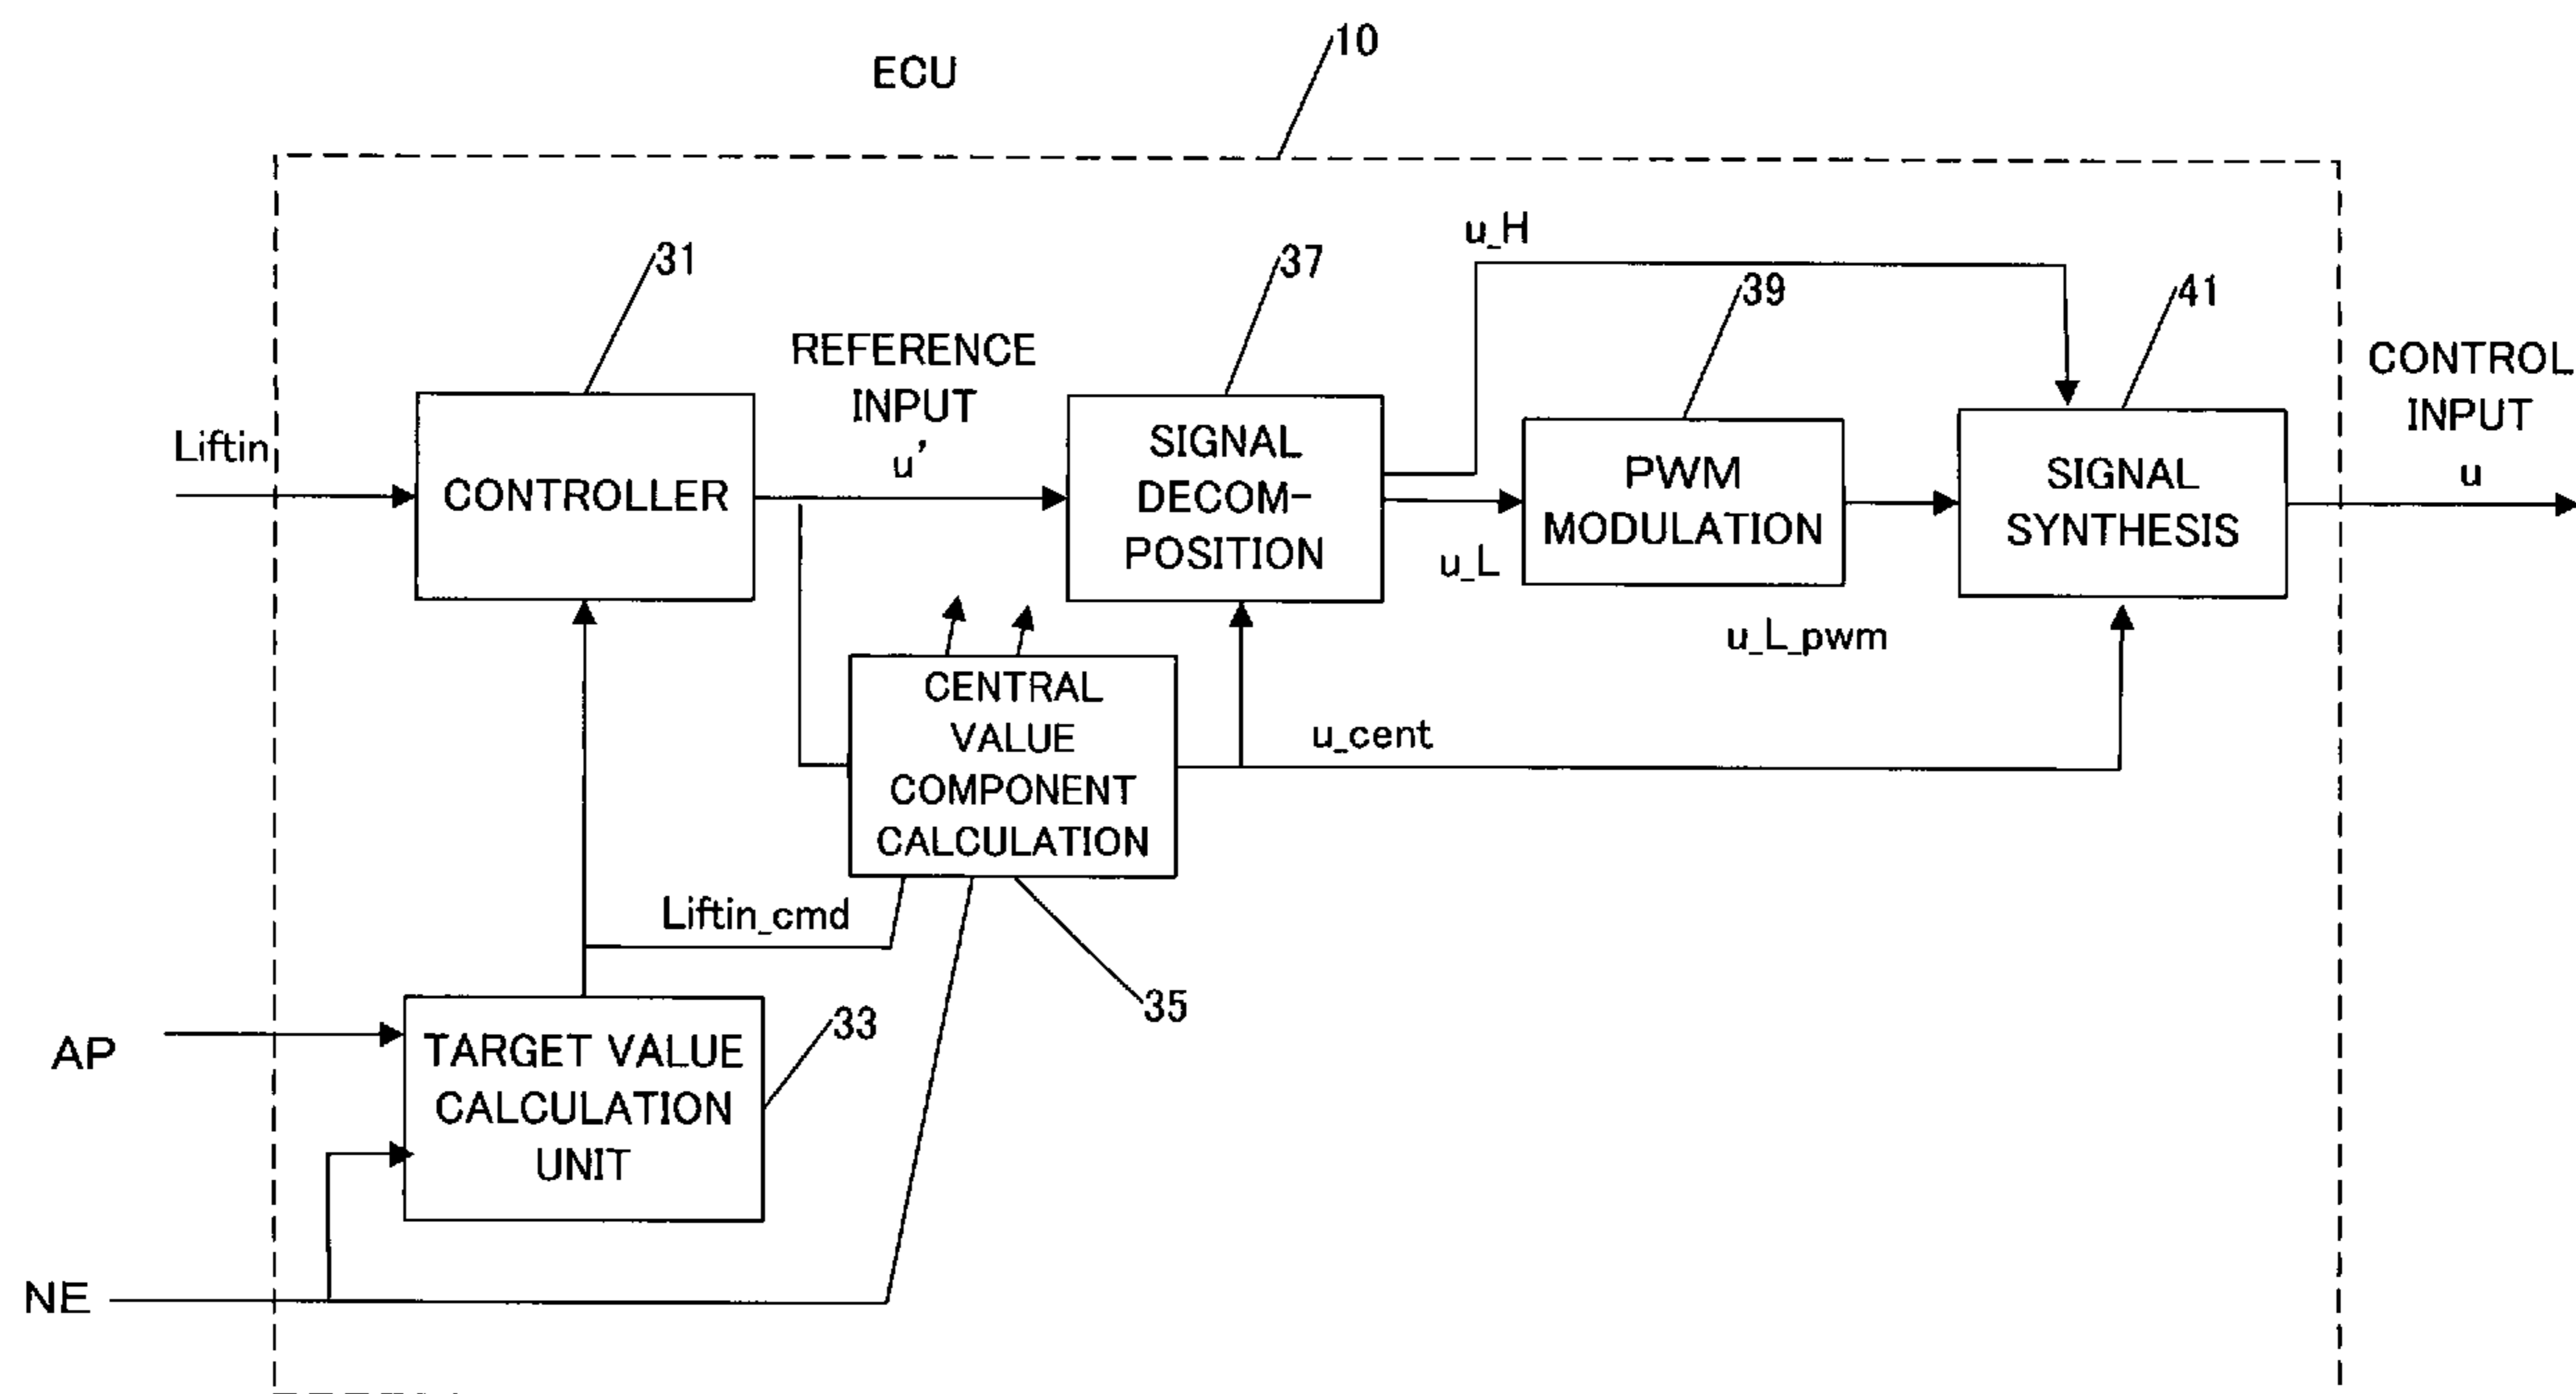 ECU
10
31
37
u_H
39
41
Liftin
REFERENCE
INPUT
u'
CONTROL
INPUT
u
CONTROLLER
SIGNAL
DECOM-
POSITION
PWM
MODULATION
SIGNAL
SYNTHESIS
u_L
u_L_pwm
CENTRAL
VALUE
COMPONENT
CALCULATION
u_cent
Liftin_cmd
35
33
AP
TARGET VALUE
CALCULATION
UNIT
NE